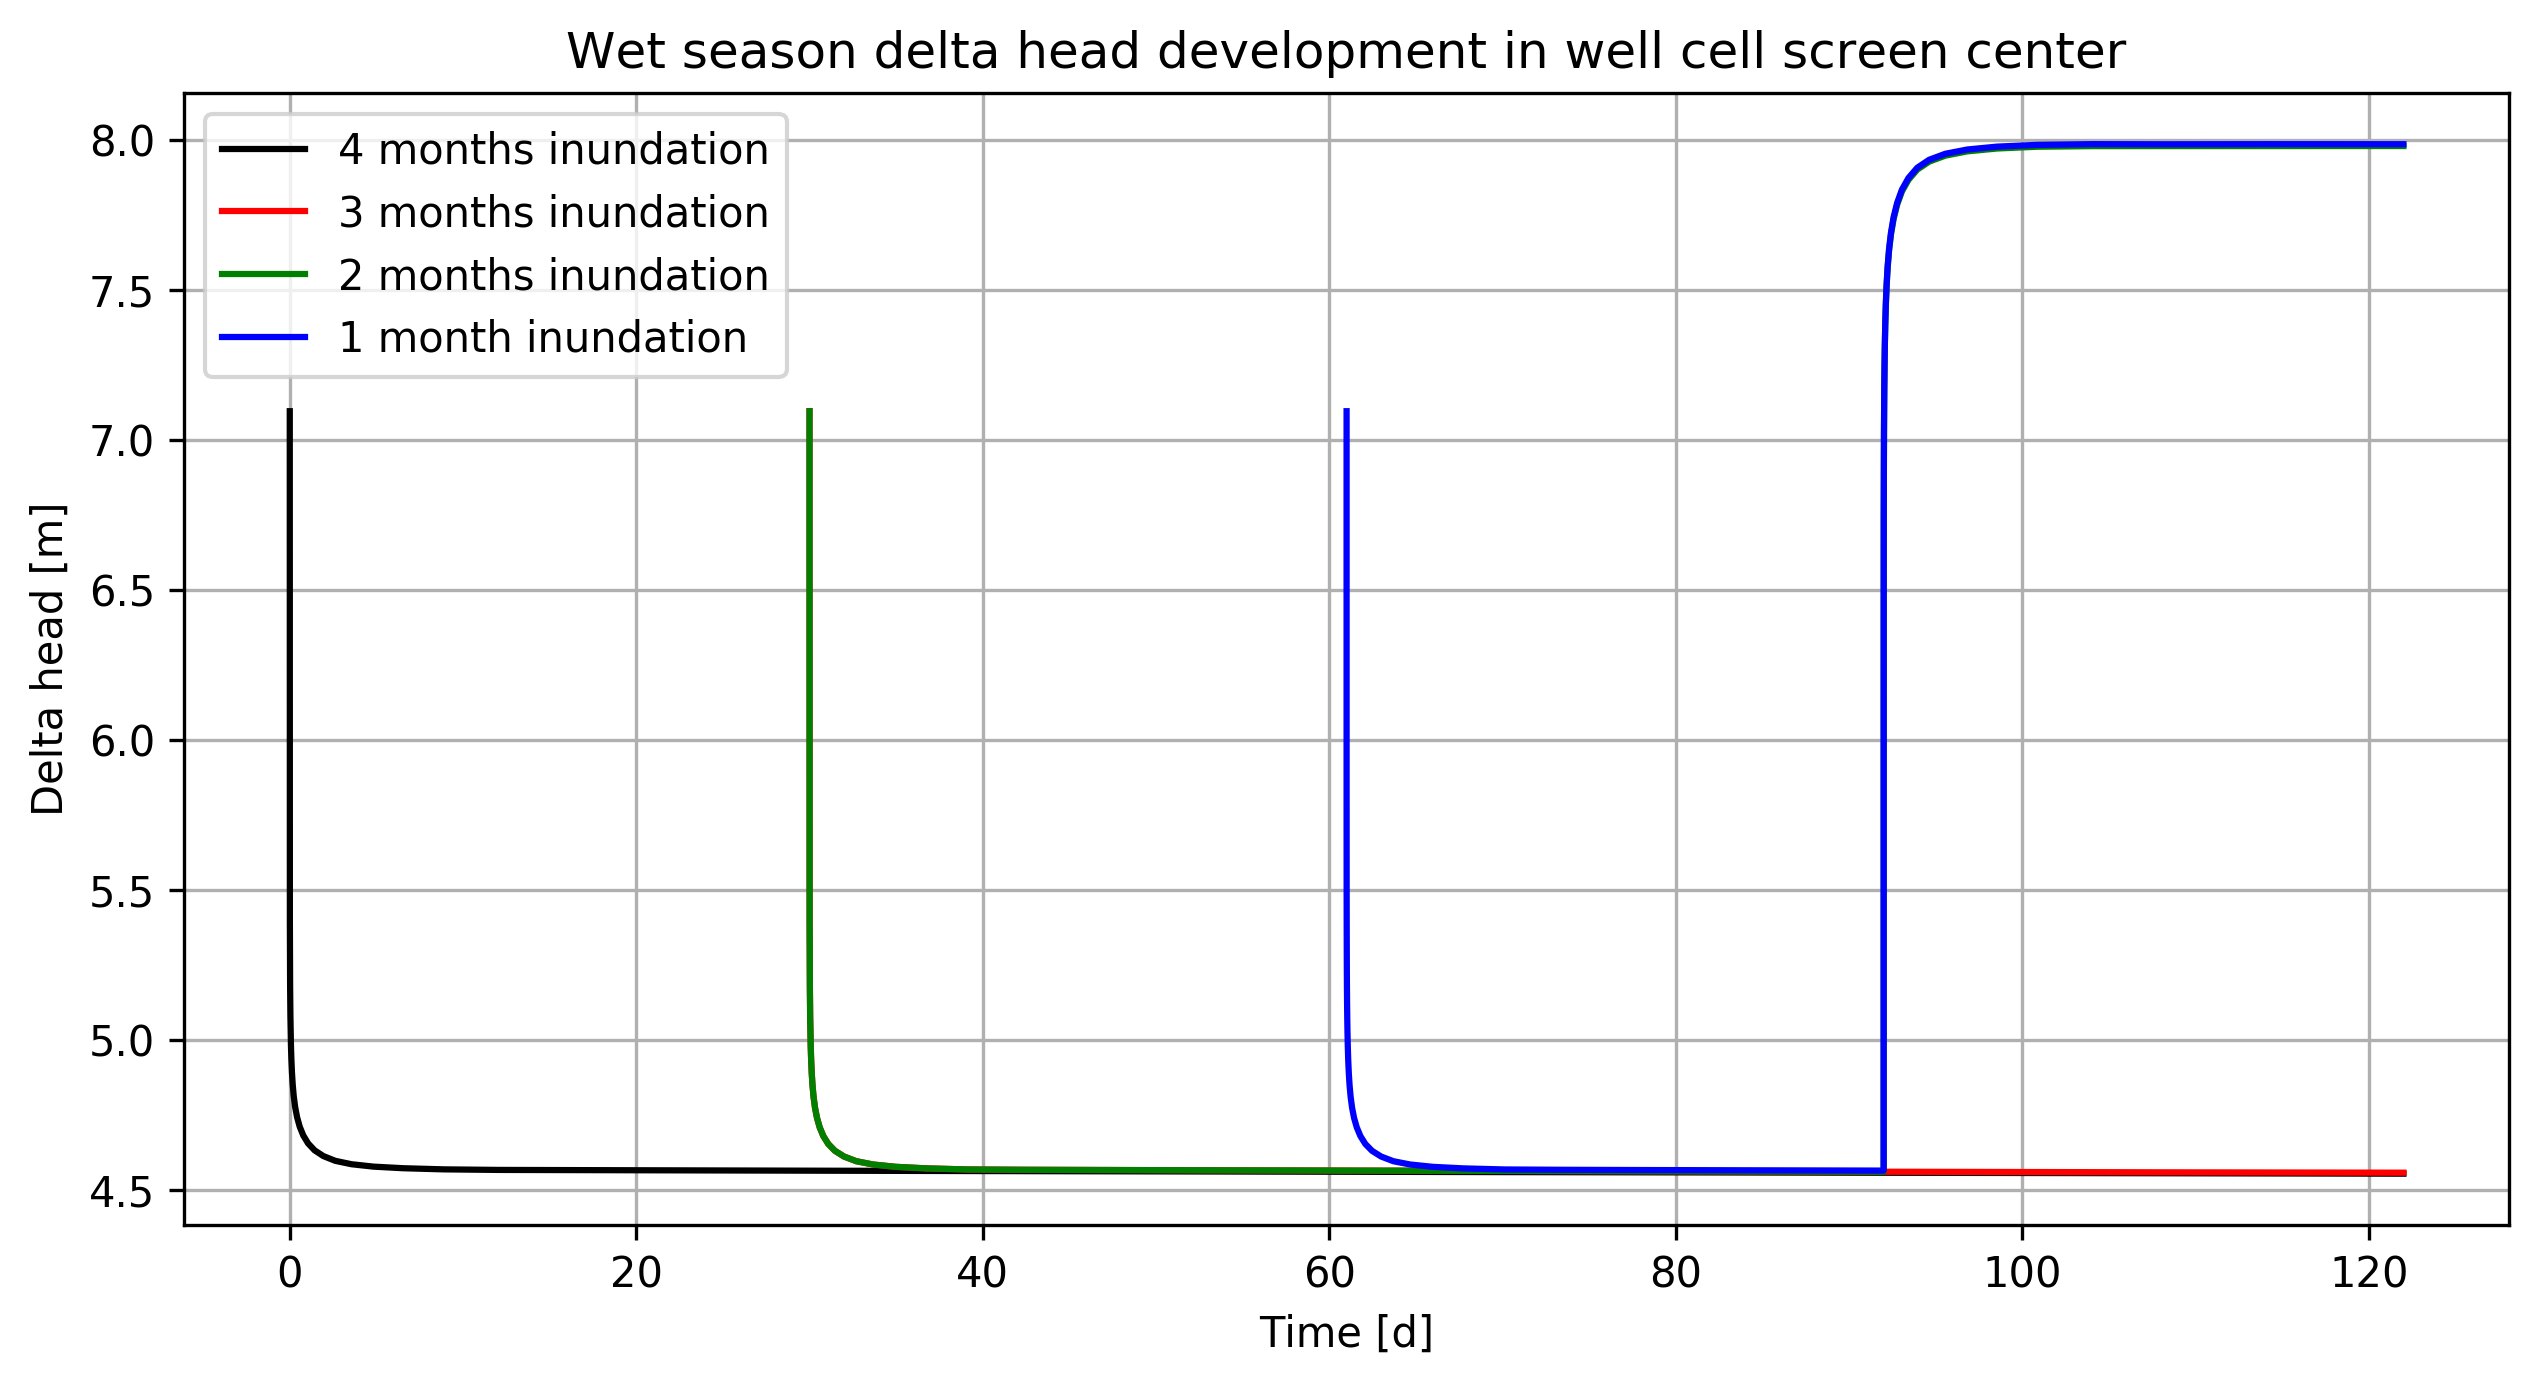 Wet season delta head development in well cell screen center
4 months inundation
3 months inundation
2 months inundation
1 month inundation
8.0
7.5
7.0
6.5
6.0
5.5
5.0
4.5
Delta head [m]
0 20 40 60 80 100 120
Time [d]